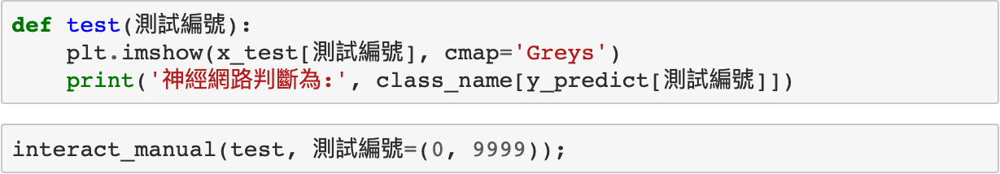 def test(測試編號):
    plt.imshow(x_test[測試編號], cmap='Greys')
    print('神經網路判斷為:', class_name[y_predict[測試編號]])
interact_manual(test, 測試編號=(0, 9999));